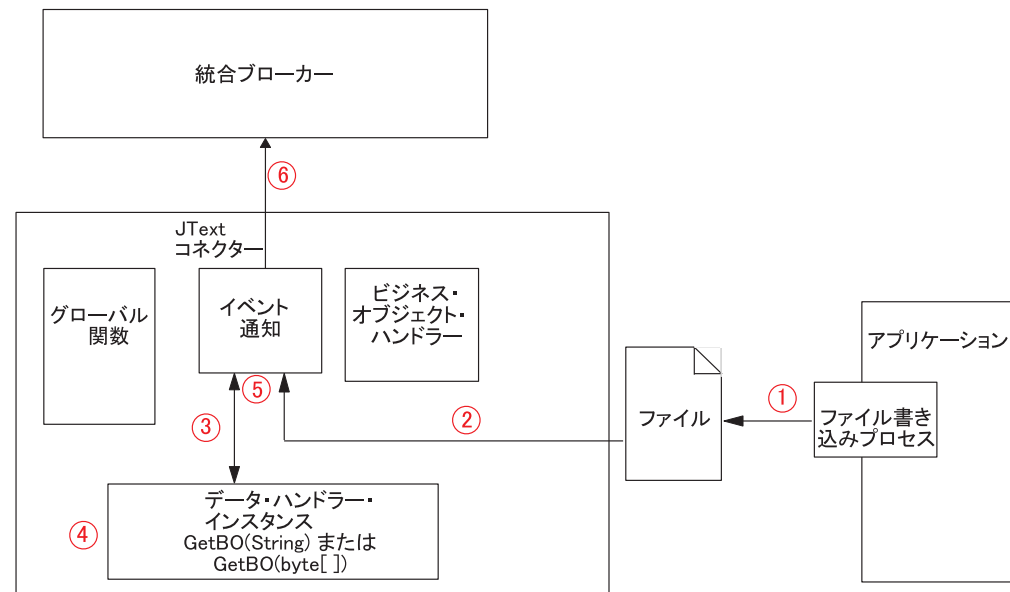 統合ブローカー
⑥
JText
コネクター
グローバル
関数
イベント
通知
ビジネス・
オブジェクト・
ハンドラー
⑤
③
②
④
データ・ハンドラー・
インスタンス
GetBO(String) または
GetBO(byte[ ])
ファイル
①
アプリケーション
ファイル書き
込みプロセス